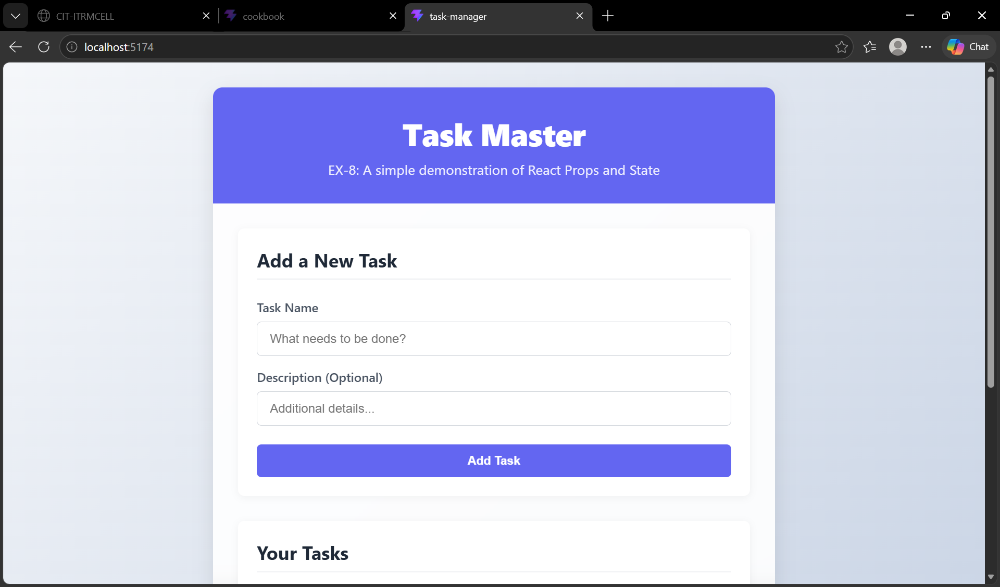 CIT-ITRMCELL
cookbook
task-manager
localhost:5174
Chat
Task Master
EX-8: A simple demonstration of React Props and State
Add a New Task
Task Name
What needs to be done?
Description (Optional)
Additional details...
Add Task
Your Tasks